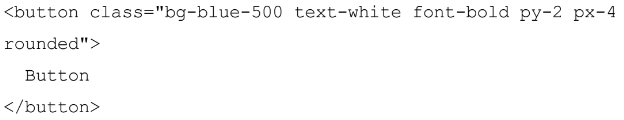 <button class="bg-blue-500 text-white font-bold py-2 px-4
rounded">
  Button
</button>